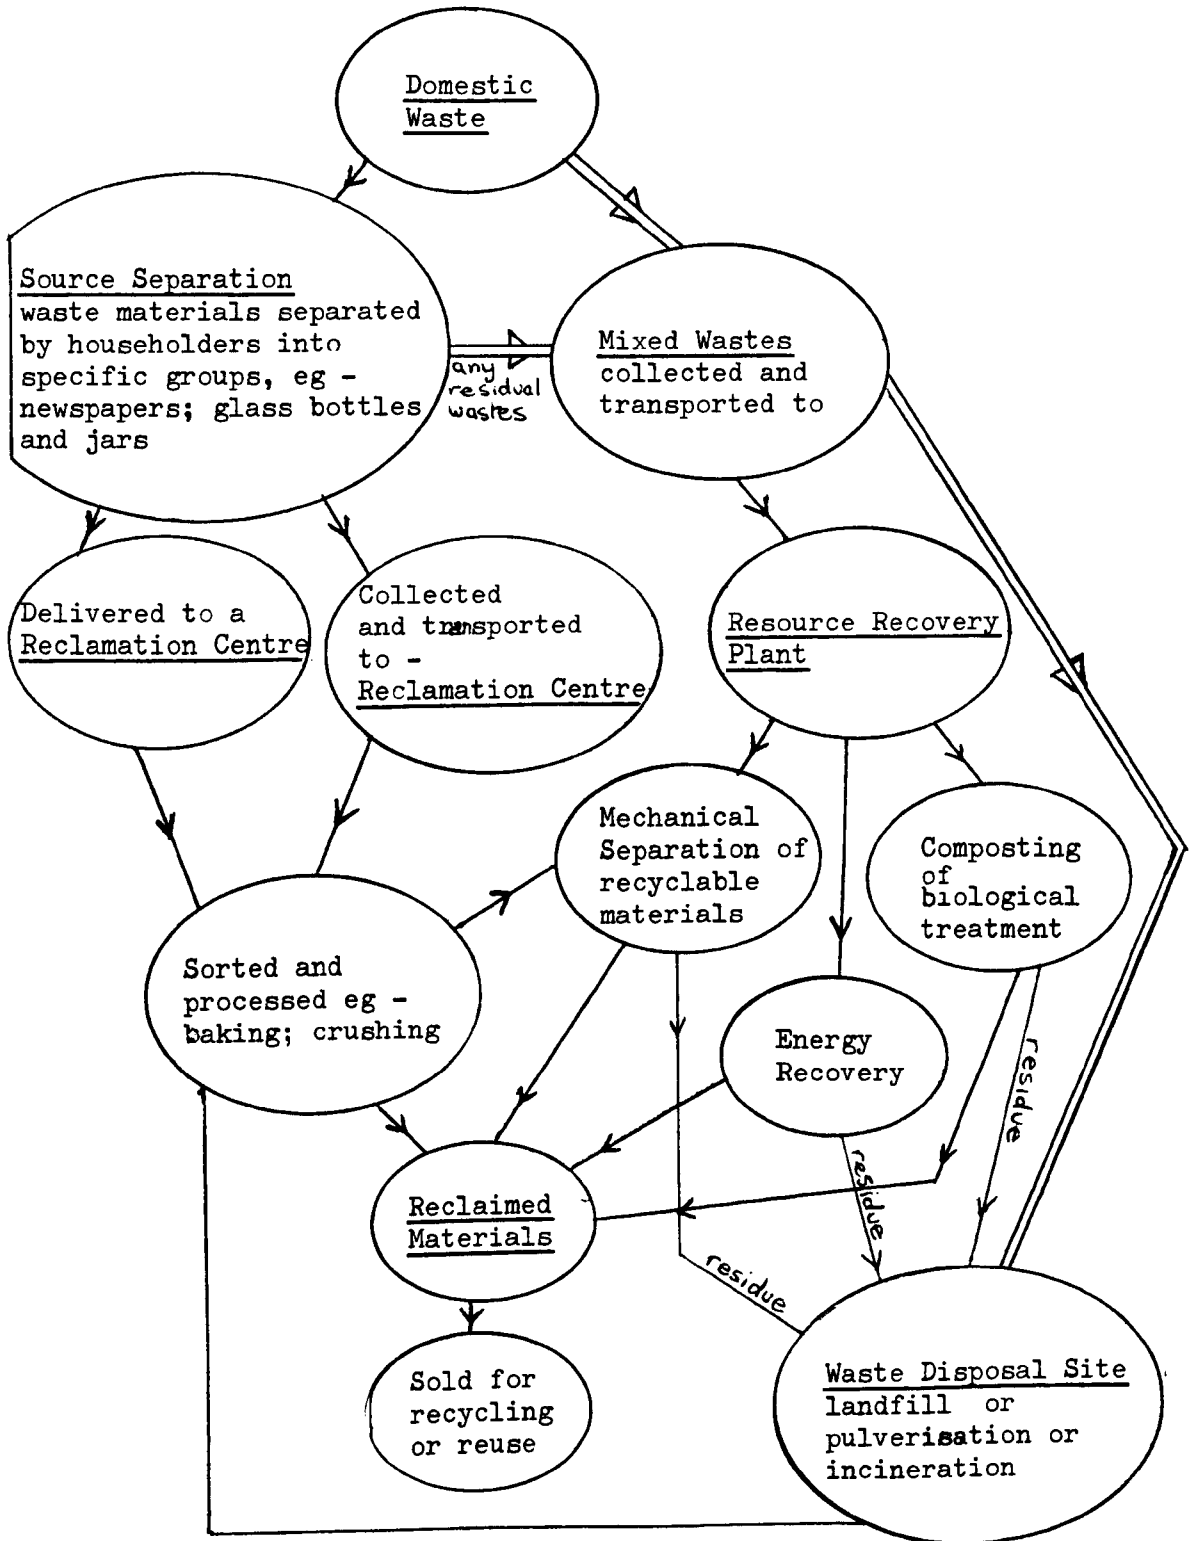 Domestic
Waste
Source Separation
waste materials separated
by householders into
specific groups, eg -
newspapers; glass bottles
and jars
any
residual
wastes
Mixed Wastes
collected and
transported to
Delivered to a
Reclamation Centre
Collected
and transported
to -
Reclamation Centre
Resource Recovery
Plant
Mechanical
Separation of
recyclable
materials
Composting
of
biological
treatment
Sorted and
processed eg -
baking; crushing
Energy
Recovery
residue
residue
residue
Reclaimed
Materials
Sold for
recycling
or reuse
Waste Disposal Site
landfill or
pulverisation or
incineration